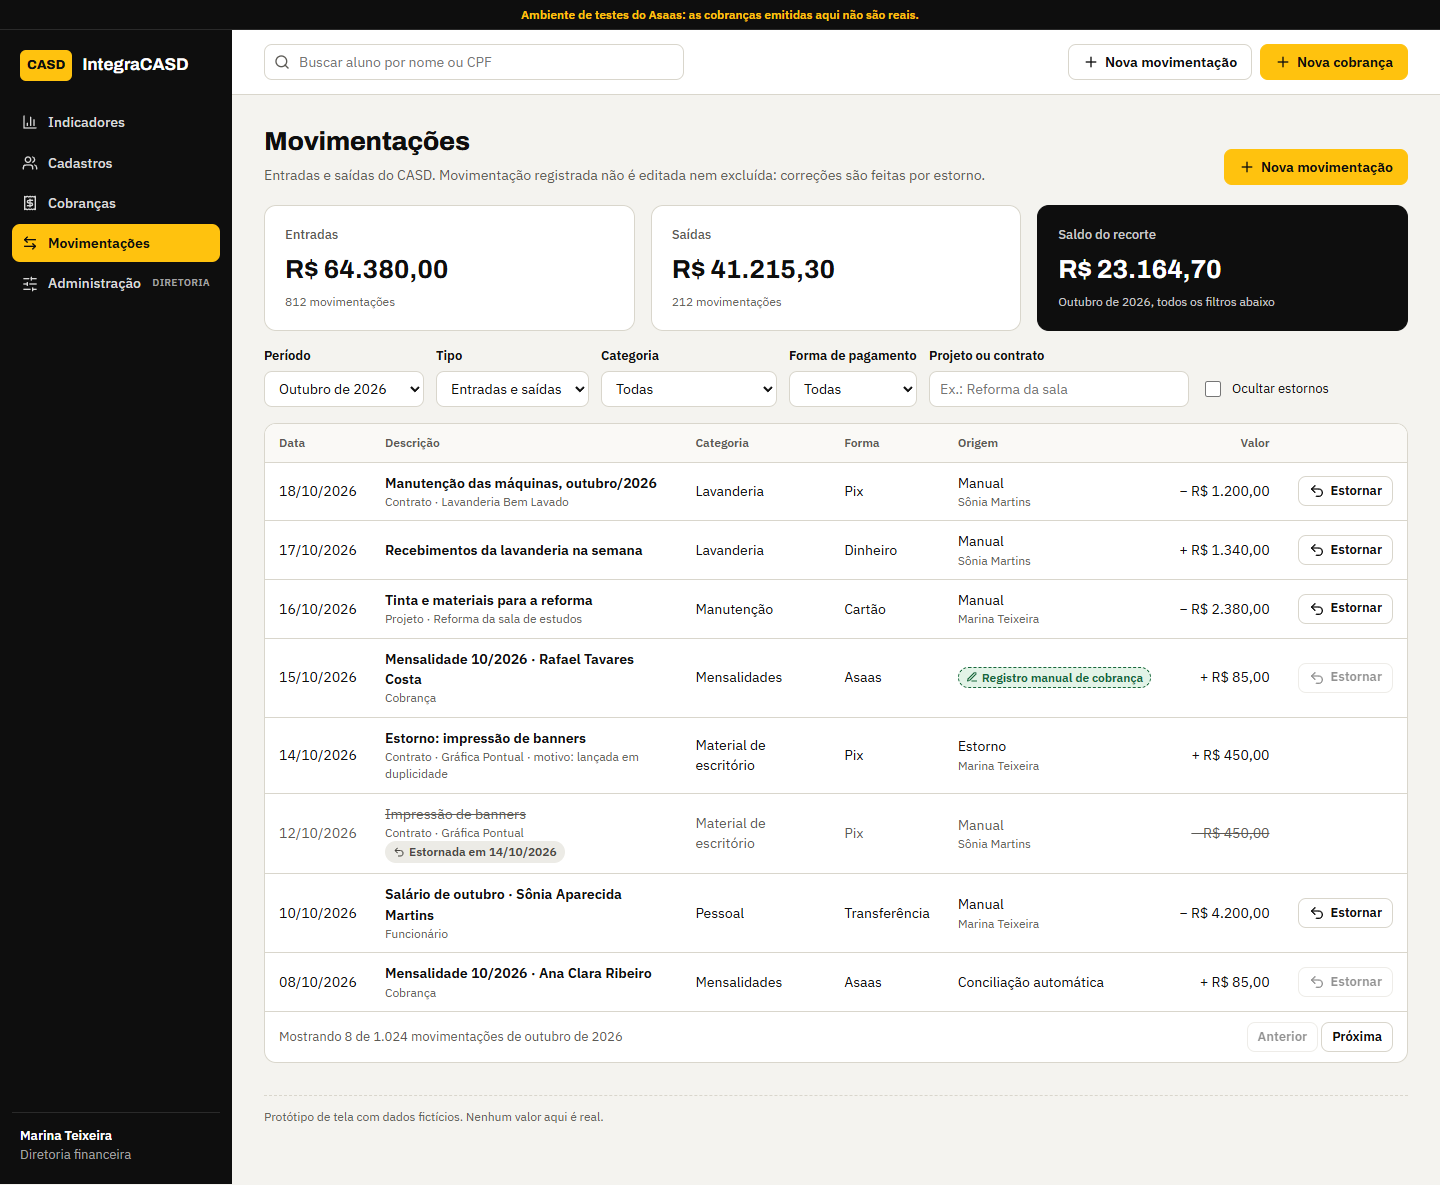 Ambiente de testes do Asaas: as cobranças emitidas aqui não são reais.
CASD IntegraCASD
Indicadores
Cadastros
Cobranças
Movimentações
Administração DIRETORIA
Marina Teixeira
Diretoria financeira
Buscar aluno por nome ou CPF
Nova movimentação
Nova cobrança
Movimentações
Entradas e saídas do CASD. Movimentação registrada não é editada nem excluída: correções são feitas por estorno.
Nova movimentação
Entradas
R$ 64.380,00
812 movimentações
Saídas
R$ 41.215,30
212 movimentações
Saldo do recorte
R$ 23.164,70
Outubro de 2026, todos os filtros abaixo
Período
Outubro de 2026
Tipo
Entradas e saídas
Categoria
Todas
Forma de pagamento
Todas
Projeto ou contrato
Ex.: Reforma da sala
Ocultar estornos
Data Descrição Categoria Forma Origem Valor
18/10/2026
Manutenção das máquinas, outubro/2026
Contrato · Lavanderia Bem Lavado
Lavanderia
Pix
Manual
Sônia Martins
− R$ 1.200,00
Estornar
17/10/2026
Recebimentos da lavanderia na semana
Lavanderia
Dinheiro
Manual
Sônia Martins
+ R$ 1.340,00
Estornar
16/10/2026
Tinta e materiais para a reforma
Projeto · Reforma da sala de estudos
Manutenção
Cartão
Manual
Marina Teixeira
− R$ 2.380,00
Estornar
15/10/2026
Mensalidade 10/2026 · Rafael Tavares
Costa
Cobrança
Mensalidades
Asaas
Registro manual de cobrança
+ R$ 85,00
Estornar
14/10/2026
Estorno: impressão de banners
Contrato · Gráfica Pontual · motivo: lançada em
duplicidade
Material de
escritório
Pix
Estorno
Marina Teixeira
+ R$ 450,00
12/10/2026
Impressão de banners
Contrato · Gráfica Pontual
Estornada em 14/10/2026
Material de
escritório
Pix
Manual
Sônia Martins
− R$ 450,00
10/10/2026
Salário de outubro · Sônia Aparecida
Martins
Funcionário
Pessoal
Transferência
Manual
Marina Teixeira
− R$ 4.200,00
Estornar
08/10/2026
Mensalidade 10/2026 · Ana Clara Ribeiro
Cobrança
Mensalidades
Asaas
Conciliação automática
+ R$ 85,00
Estornar
Mostrando 8 de 1.024 movimentações de outubro de 2026
Anterior
Próxima
Protótipo de tela com dados fictícios. Nenhum valor aqui é real.